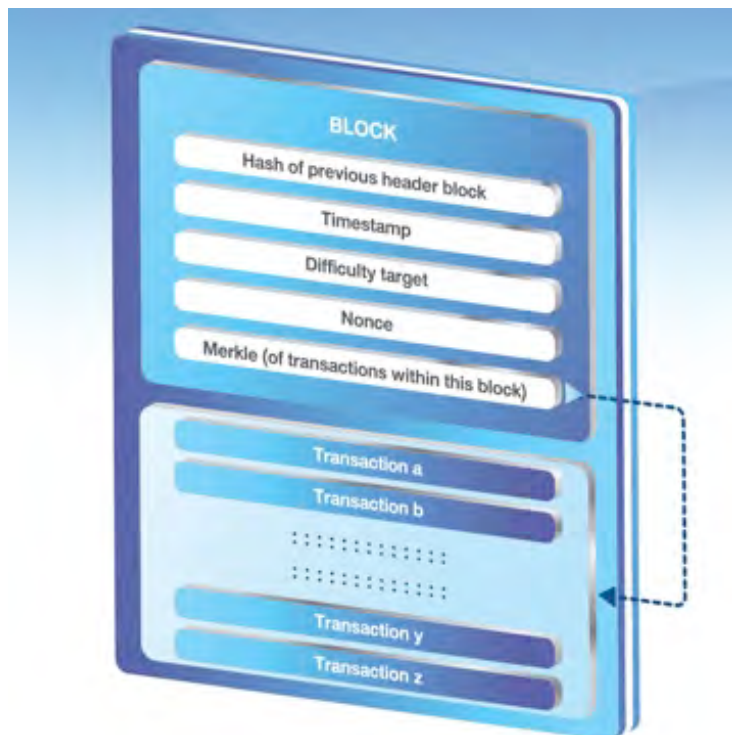 BLOCK
Hash of previous header block
Timestamp
Difficulty target
Nonce
Merkle (of transactions within this block)
Transaction a
Transaction b
Transaction y
Transaction z